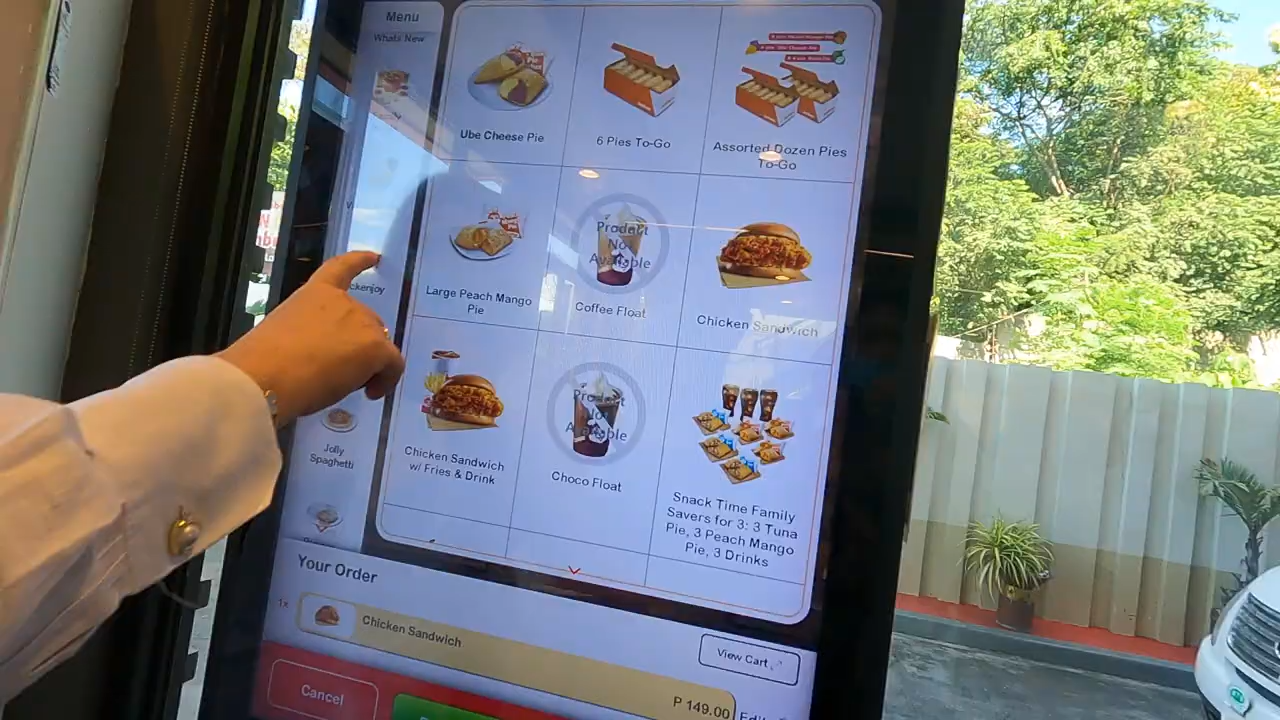 Menu
Whats New
ckenjoy
Jolly
Spaghetti
Ube Cheese Pie
6 Pies To-Go
Assorted Dozen Pies
To-Go
Large Peach Mango
Pie
Product
Not
Available
Coffee Float
Chicken Sandwich
Chicken Sandwich
w/ Fries & Drink
Product
Not
Available
Choco Float
Snack Time Family
Savers for 3: 3 Tuna
Pie, 3 Peach Mango
Pie, 3 Drinks
Your Order
1x
Chicken Sandwich
View Cart
P 149.00
Edit
Cancel